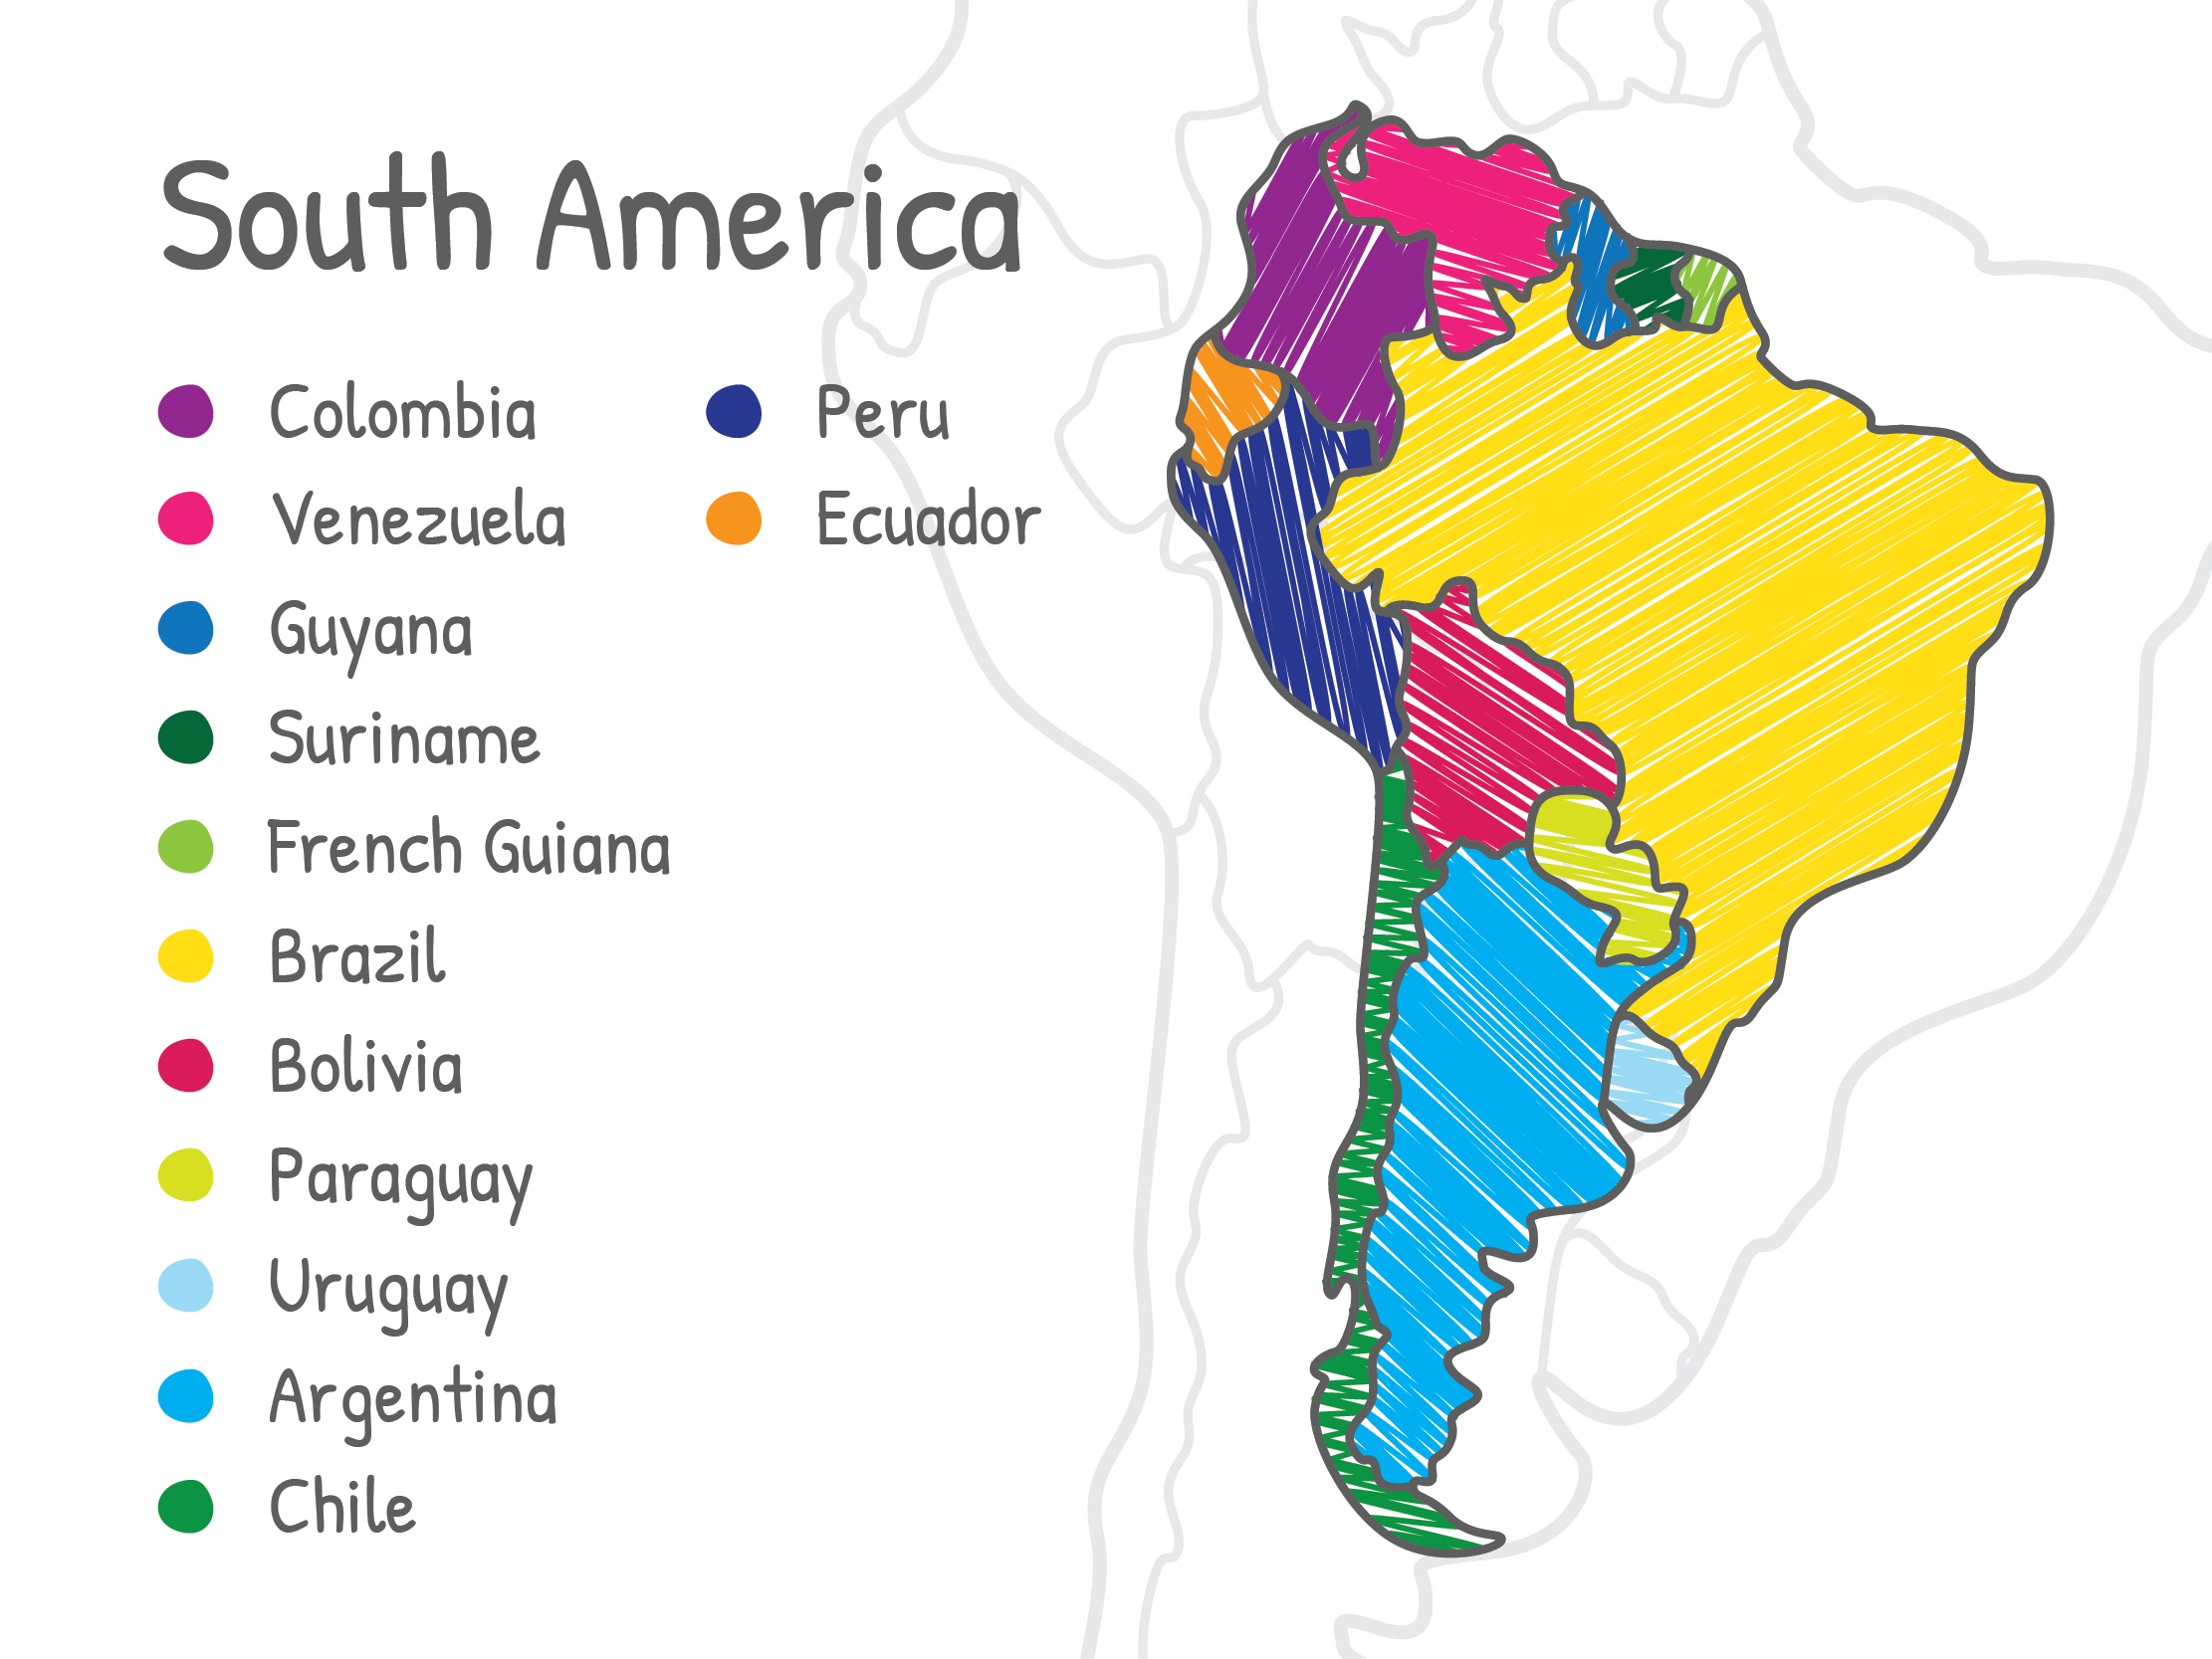 South America
Colombia
Venezuela
Guyana
Suriname
French Guiana
Brazil
Bolivia
Paraguay
Uruguay
Argentina
Chile
Peru
Ecuador